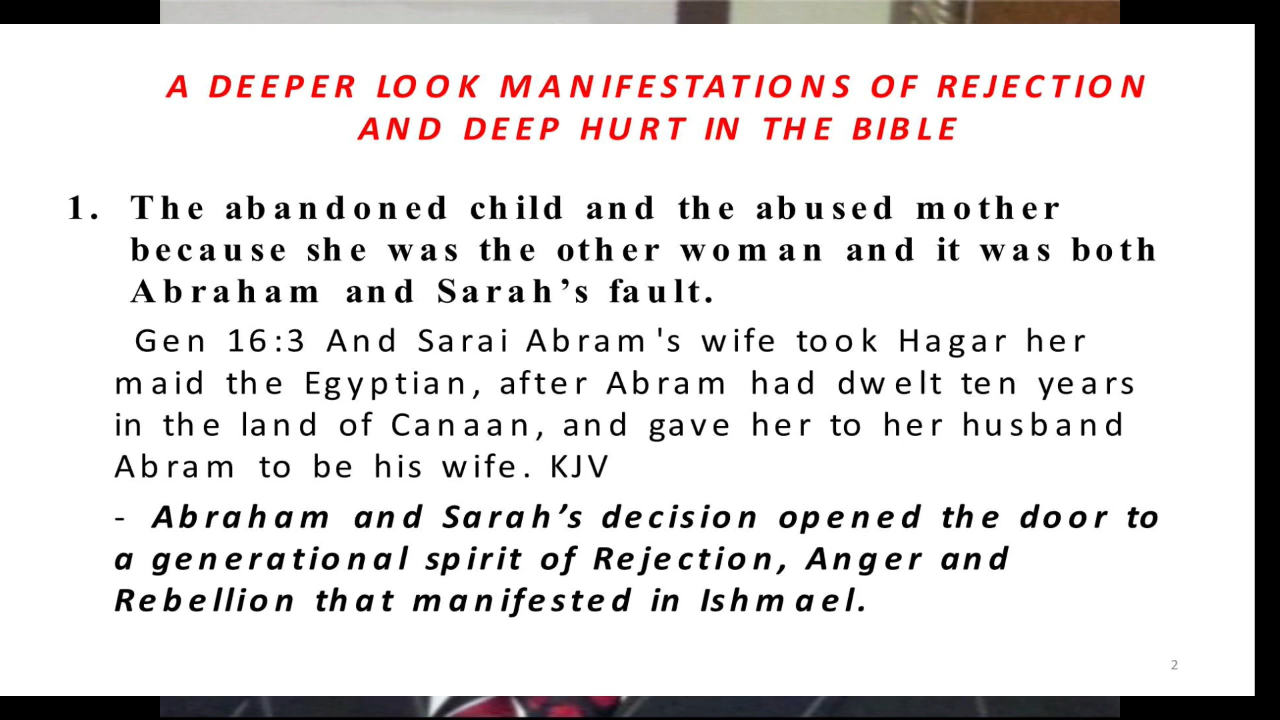 A DEEPER LOOK MANIFESTATIONS OF REJECTION
AND DEEP HURT IN THE BIBLE
1. The abandoned child and the abused mother
because she was the other woman and it was both
Abraham and Sarah’s fault.
Gen 16:3 And Sarai Abram's wife took Hagar her
maid the Egyptian, after Abram had dwelt ten years
in the land of Canaan, and gave her to her husband
Abram to be his wife. KJV
- Abraham and Sarah’s decision opened the door to
a generational spirit of Rejection, Anger and
Rebellion that manifested in Ishmael.
2